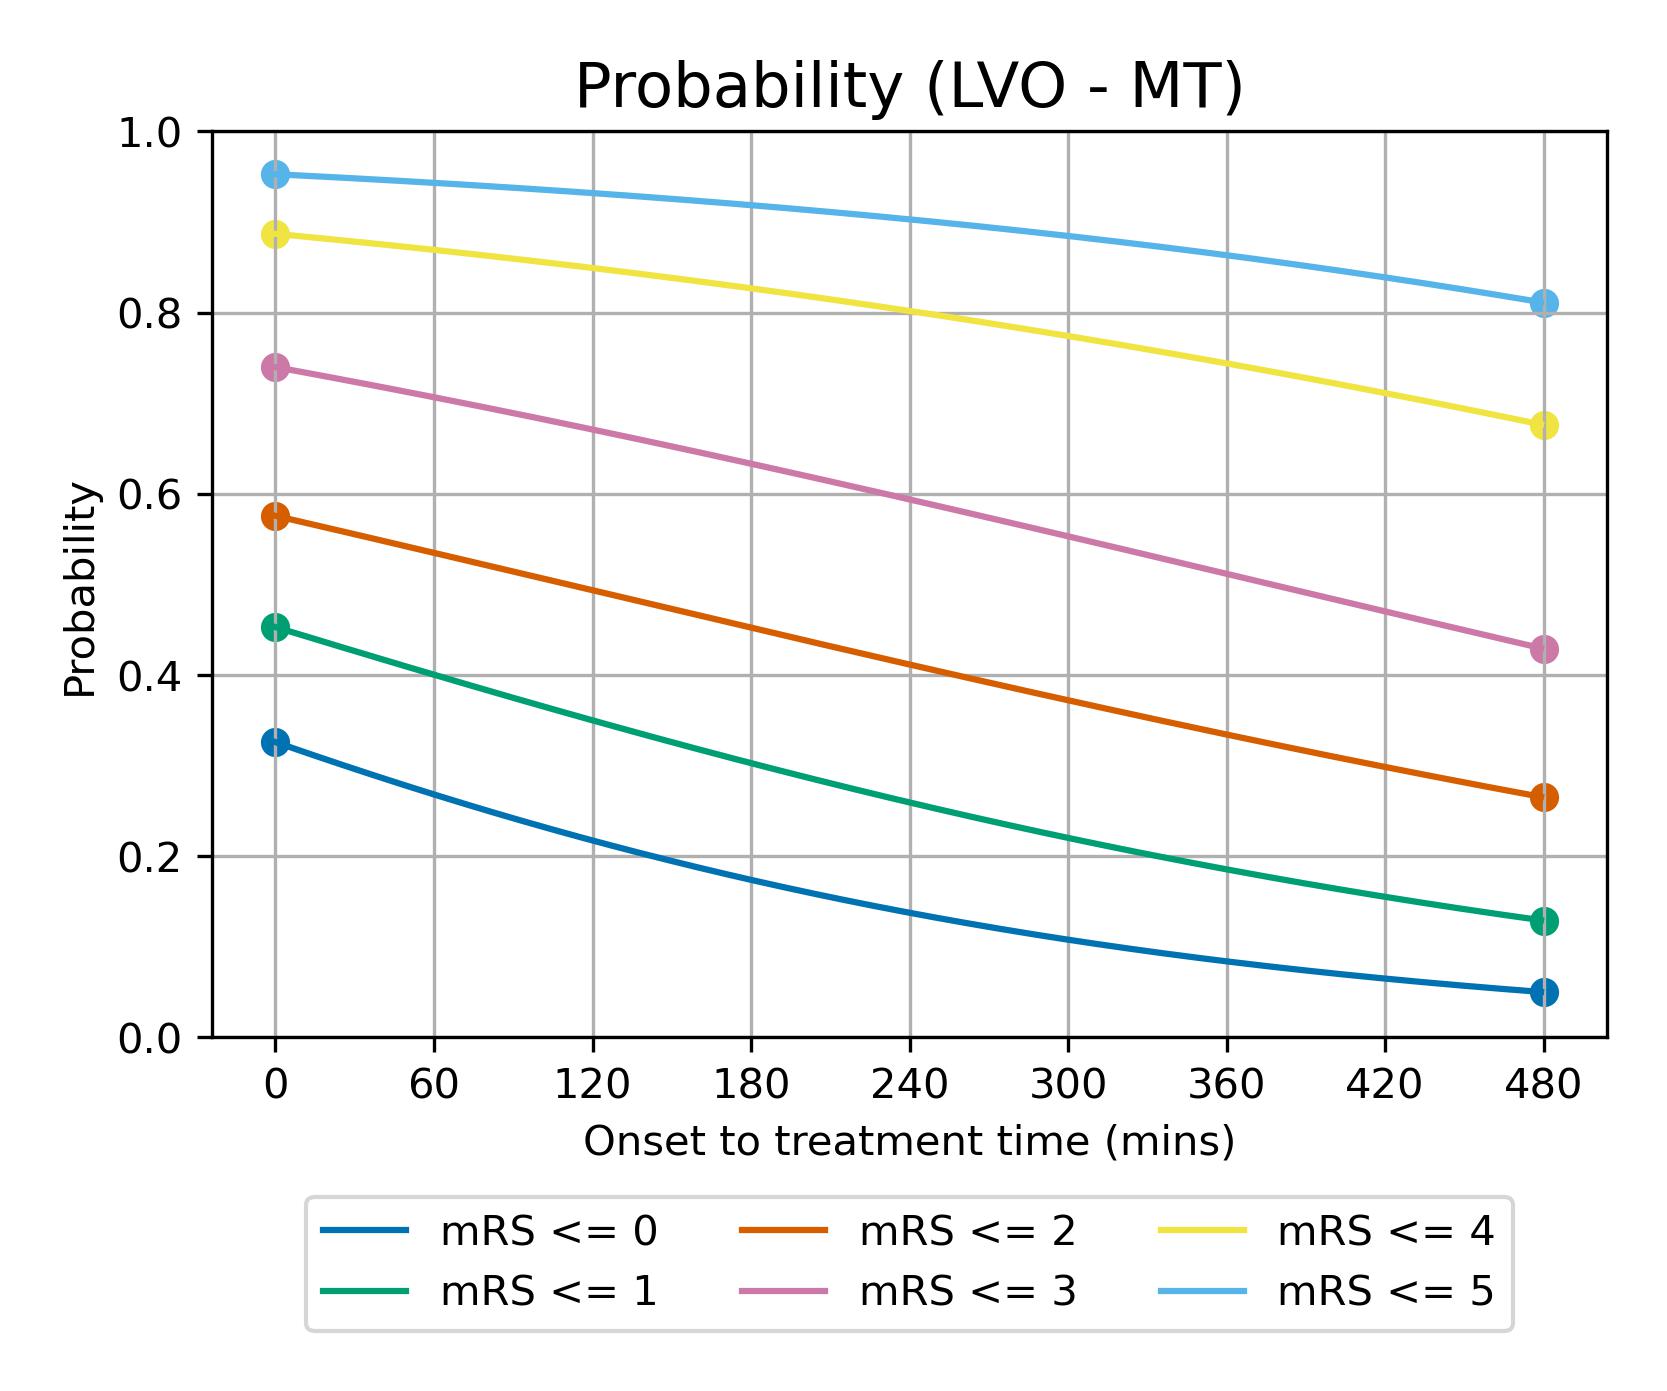 Probability (LVO - MT)
1.0
0.8
0.6
0.4
0.2
0.0
Probability
0 60 120 180 240 300 360 420 480
Onset to treatment time (mins)
mRS <= 0 mRS <= 2 mRS <= 4
mRS <= 1 mRS <= 3 mRS <= 5